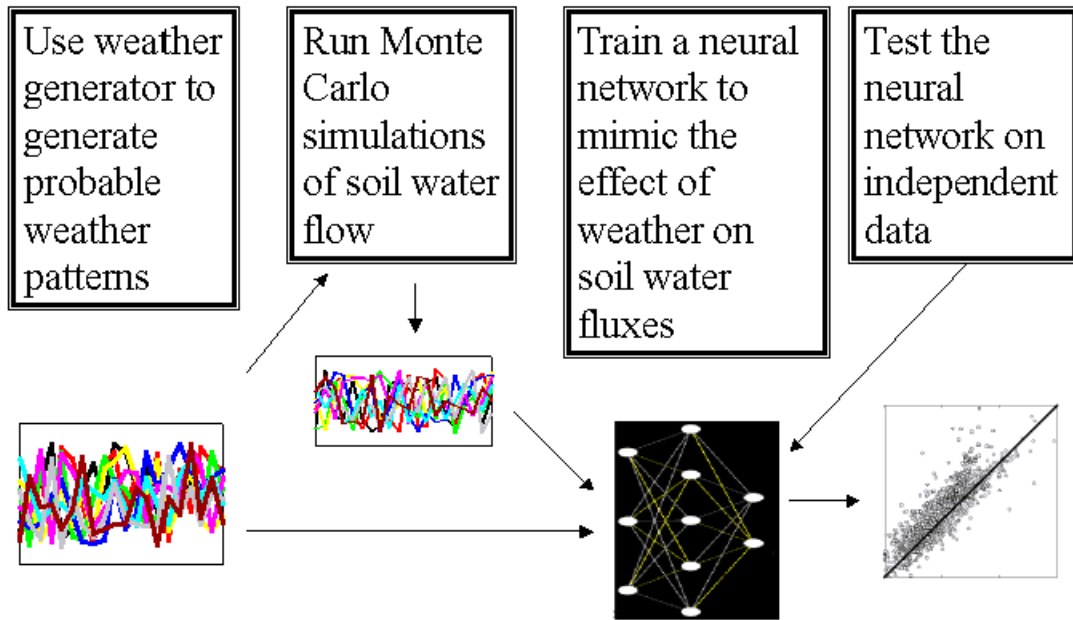 Use weather
generator to
generate
probable
weather
patterns
Run Monte
Carlo
simulations
of soil water
flow
Train a neural
network to
mimic the
effect of
weather on
soil water
fluxes
Test the
neural
network on
independent
data